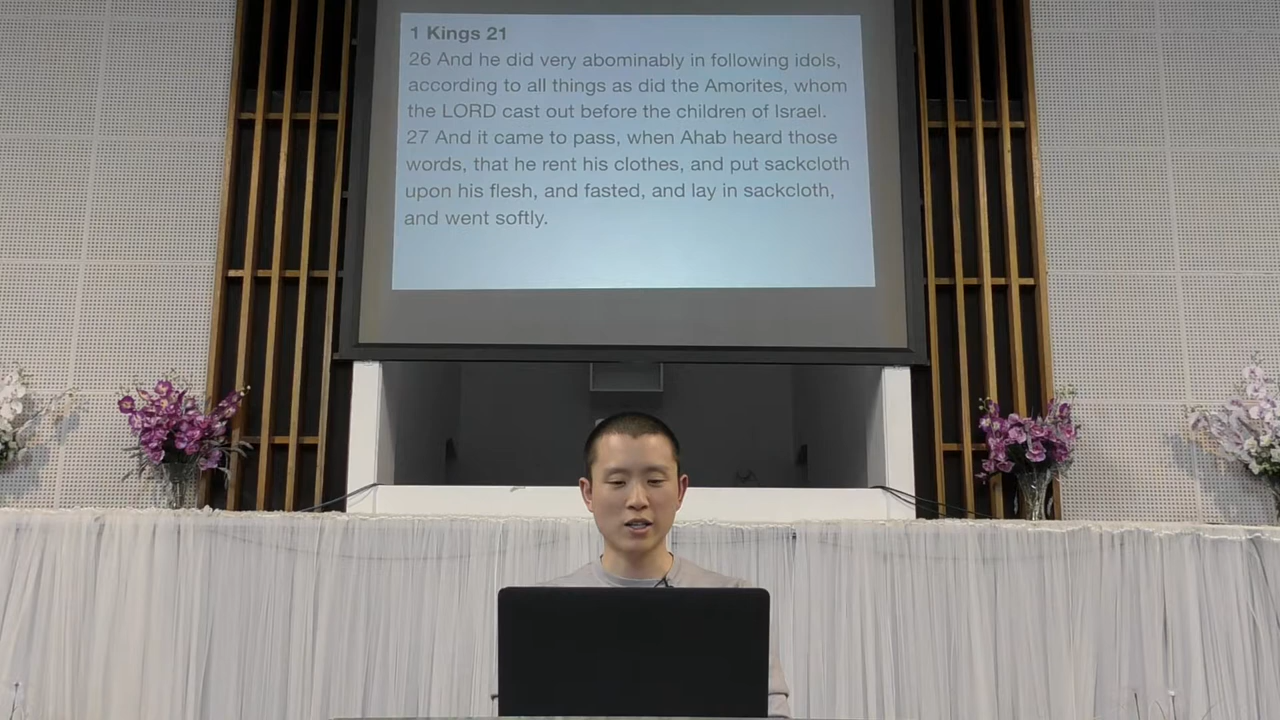 1 Kings 21
26 And he did very abominably in following idols,
according to all things as did the Amorites, whom
the LORD cast out before the children of Israel.
27 And it came to pass, when Ahab heard those
words, that he rent his clothes, and put sackcloth
upon his flesh, and fasted, and lay in sackcloth,
and went softly.